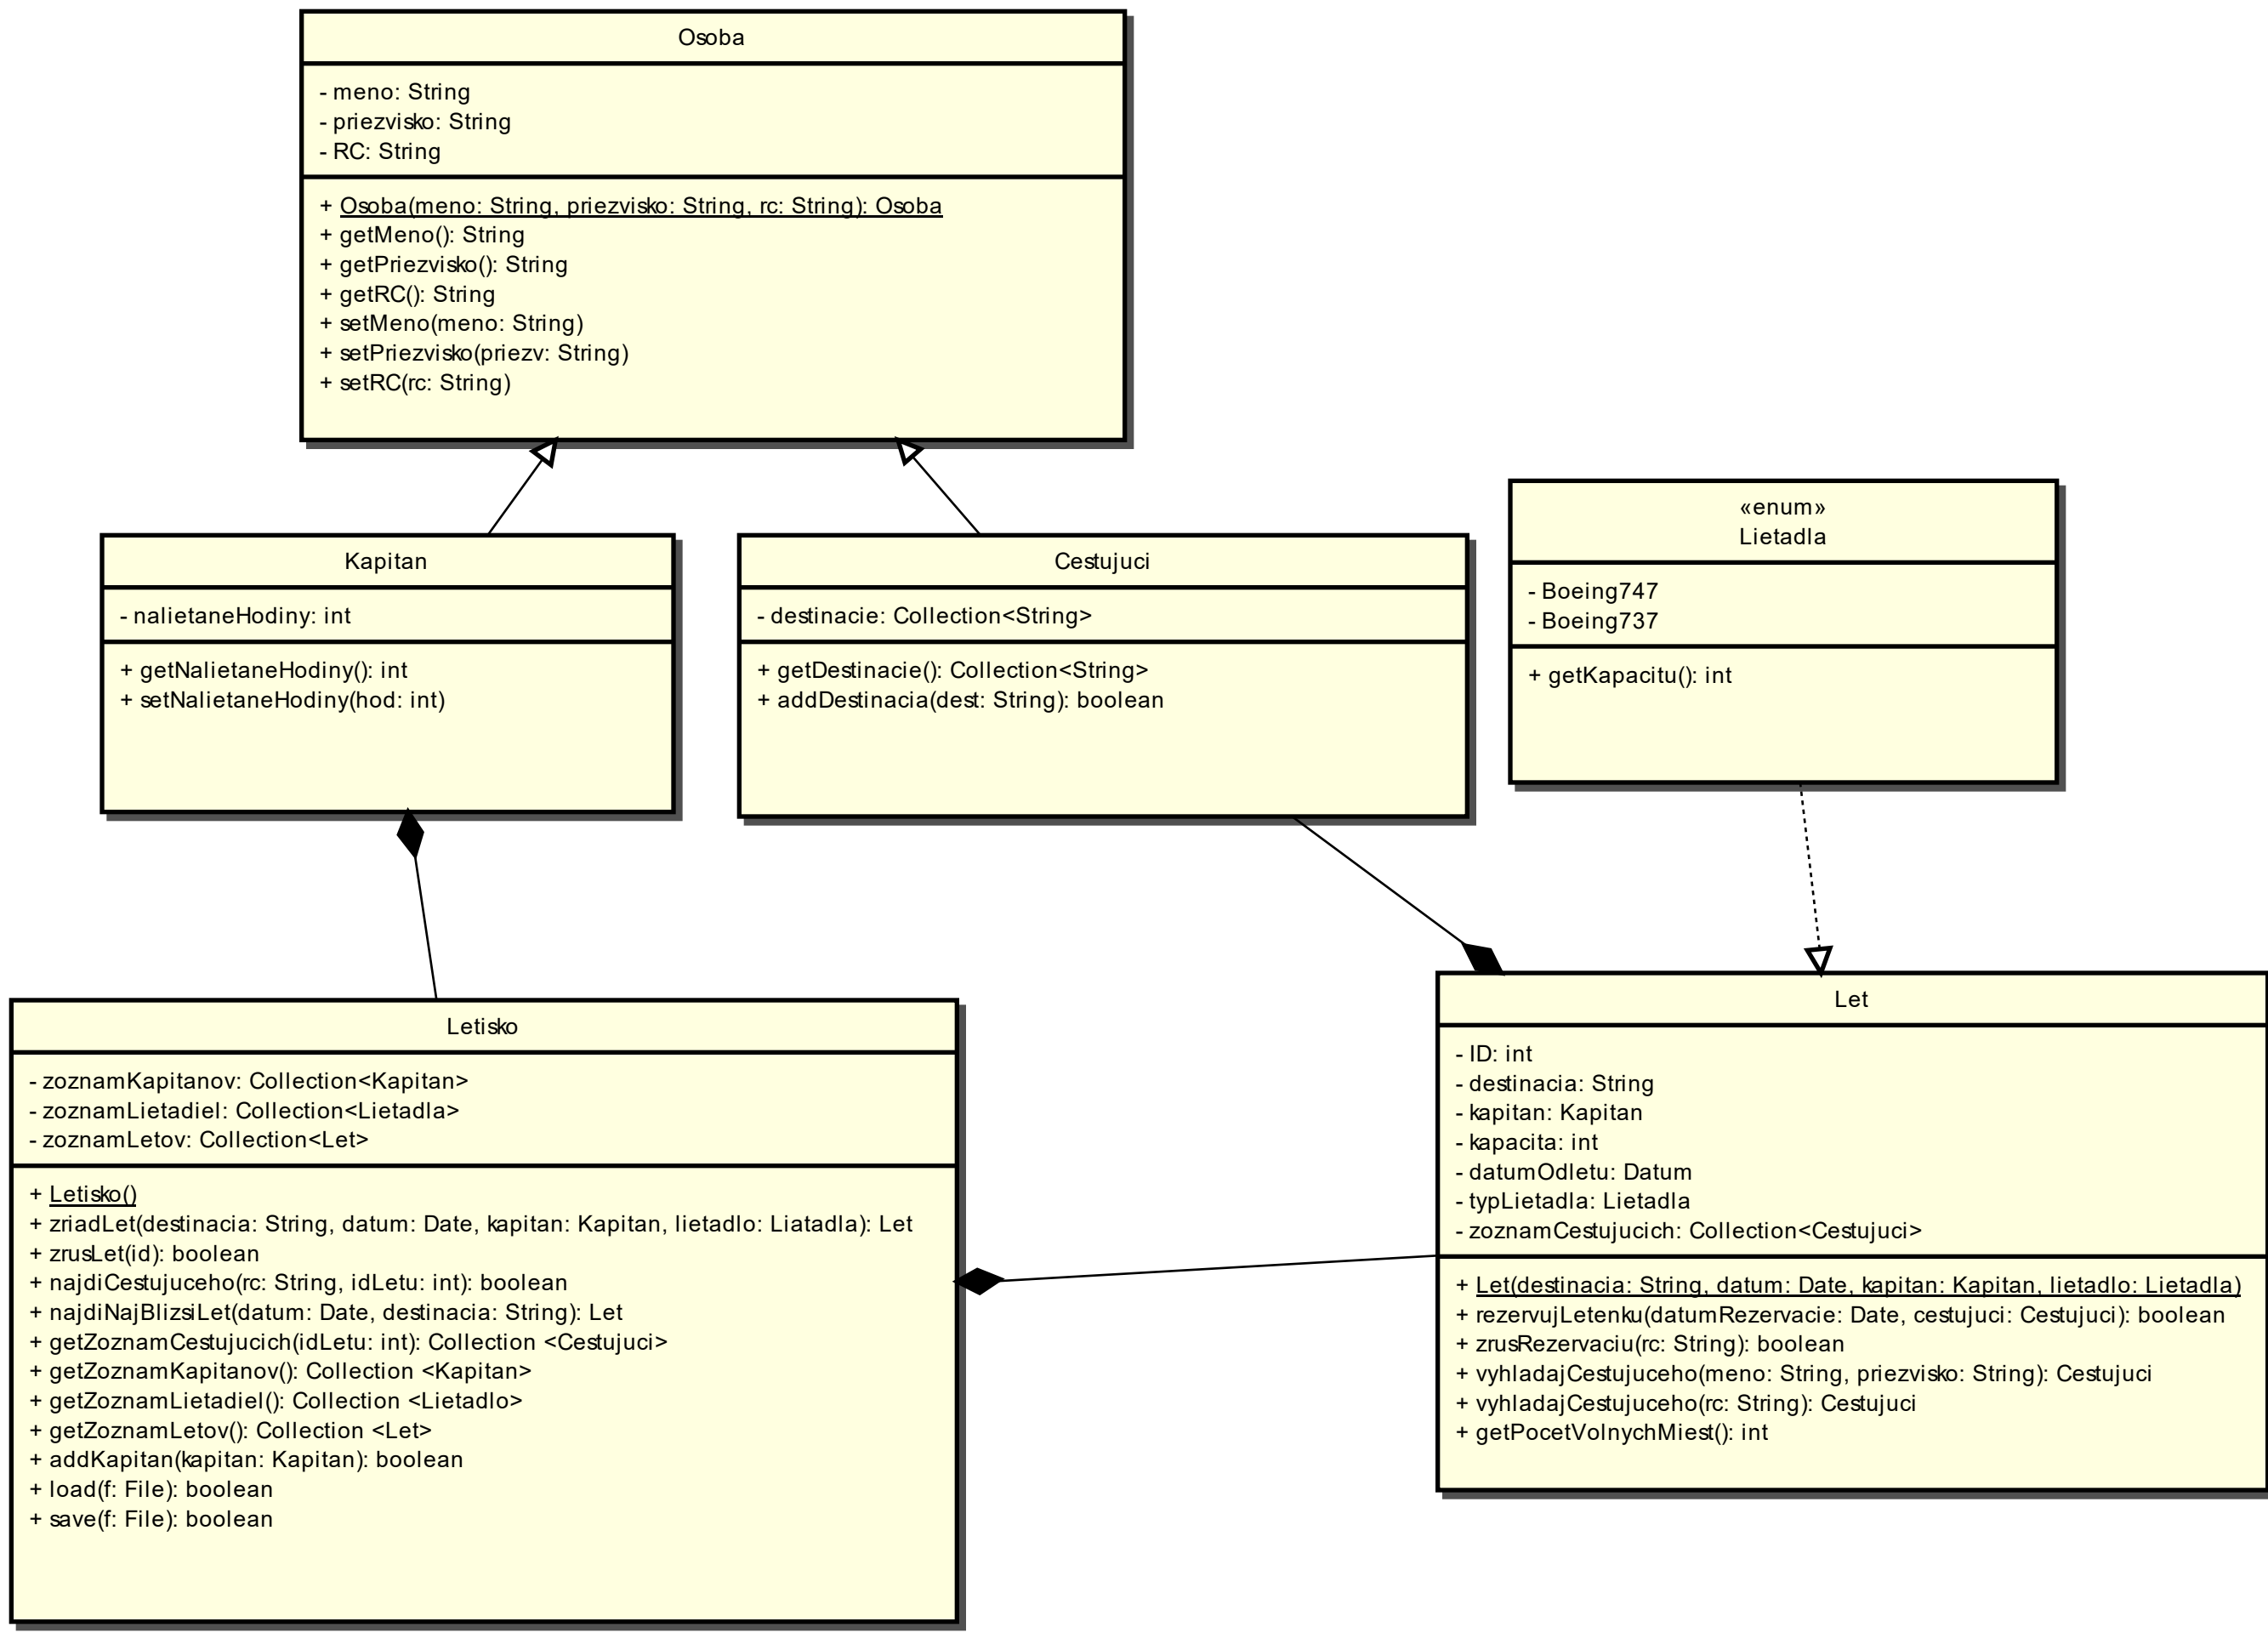 Osoba
- meno: String
- priezvisko: String
- RC: String
+ Osoba(meno: String, priezvisko: String, rc: String): Osoba
+ getMeno(): String
+ getPriezvisko(): String
+ getRC(): String
+ setMeno(meno: String)
+ setPriezvisko(priezv: String)
+ setRC(rc: String)
Kapitan
- nalietaneHodiny: int
+ getNalietaneHodiny(): int
+ setNalietaneHodiny(hod: int)
Cestujuci
- destinacie: Collection<String>
+ getDestinacie(): Collection<String>
+ addDestinacia(dest: String): boolean
«enum»
Lietadla
- Boeing747
- Boeing737
+ getKapacitu(): int
Letisko
- zoznamKapitanov: Collection<Kapitan>
- zoznamLietadiel: Collection<Lietadla>
- zoznamLetov: Collection<Let>
+ Letisko()
+ zriadLet(destinacia: String, datum: Date, kapitan: Kapitan, lietadlo: Liatadla): Let
+ zrusLet(id): boolean
+ najdiCestujuceho(rc: String, idLetu: int): boolean
+ najdiNajBlizsiLet(datum: Date, destinacia: String): Let
+ getZoznamCestujucich(idLetu: int): Collection <Cestujuci>
+ getZoznamKapitanov(): Collection <Kapitan>
+ getZoznamLietadiel(): Collection <Lietadlo>
+ getZoznamLetov(): Collection <Let>
+ addKapitan(kapitan: Kapitan): boolean
+ load(f: File): boolean
+ save(f: File): boolean
Let
- ID: int
- destinacia: String
- kapitan: Kapitan
- kapacita: int
- datumOdletu: Datum
- typLietadla: Lietadla
- zoznamCestujucich: Collection<Cestujuci>
+ Let(destinacia: String, datum: Date, kapitan: Kapitan, lietadlo: Lietadla)
+ rezervujLetenku(datumRezervacie: Date, cestujuci: Cestujuci): boolean
+ zrusRezervaciu(rc: String): boolean
+ vyhladajCestujuceho(meno: String, priezvisko: String): Cestujuci
+ vyhladajCestujuceho(rc: String): Cestujuci
+ getPocetVolnychMiest(): int